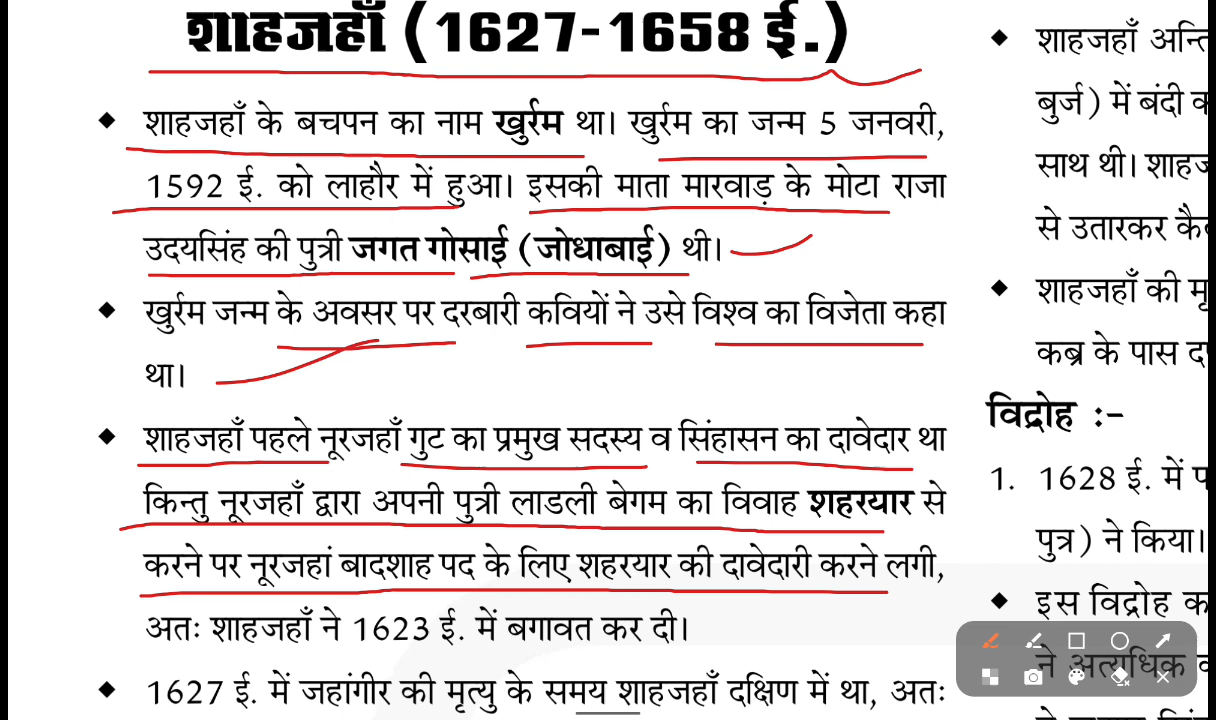 शाहजहाँ (1627-1658 ई.)
◆ शाहजहाँ के बचपन का नाम खुर्रम था। खुर्रम का जन्म 5 जनवरी,
1592 ई. को लाहौर में हुआ। इसकी माता मारवाड़ के मोटा राजा
उदयसिंह की पुत्री जगत गोसाई (जोधाबाई) थी।
◆ खुर्रम जन्म के अवसर पर दरबारी कवियों ने उसे विश्व का विजेता कहा
था।
◆ शाहजहाँ पहले नूरजहाँ गुट का प्रमुख सदस्य व सिंहासन का दावेदार था
किन्तु नूरजहाँ द्वारा अपनी पुत्री लाडली बेगम का विवाह शहरयार से
करने पर नूरजहां बादशाह पद के लिए शहरयार की दावेदारी करने लगी,
अतः शाहजहाँ ने 1623 ई. में बगावत कर दी।
◆ 1627 ई. में जहांगीर की मृत्यु के समय शाहजहाँ दक्षिण में था, अतः
◆ शाहजहाँ
बुर्ज) में बंदी
साथ थी।
से उतारकर
◆ शाहजहाँ की
कब्र के पास
विद्रोह :-
1. 1628 ई. में
पुत्र) ने किया।
◆ इस विद्रोह
ने अत्यधिक